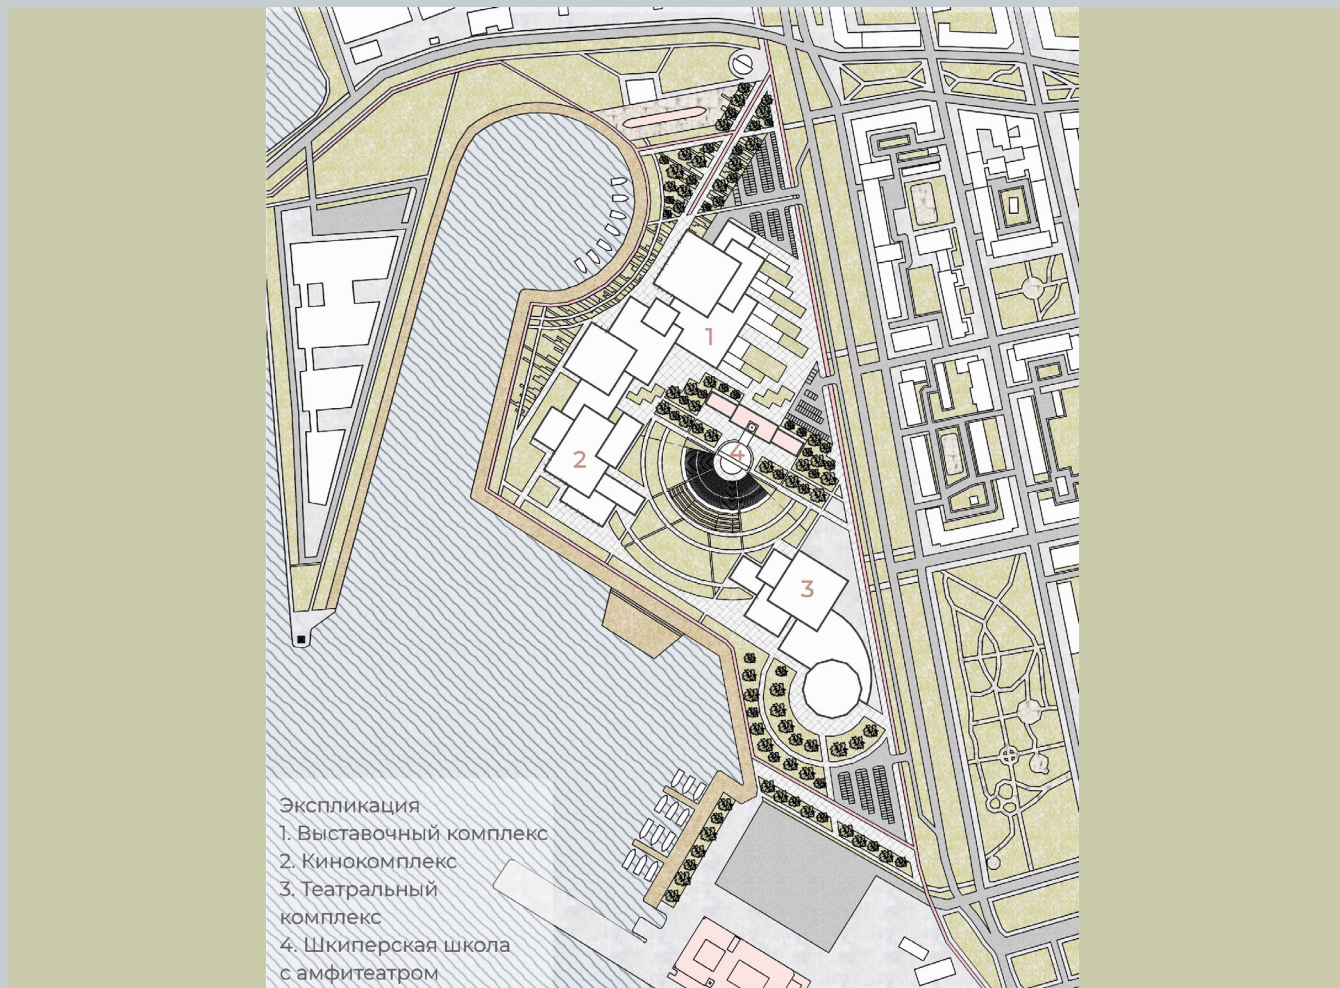 1
2
4
3
Экспликация
1. Выставочный комплекс
2. Кинокомплекс
3. Театральный
комплекс
4. Шкиперская школа
с амфитеатром